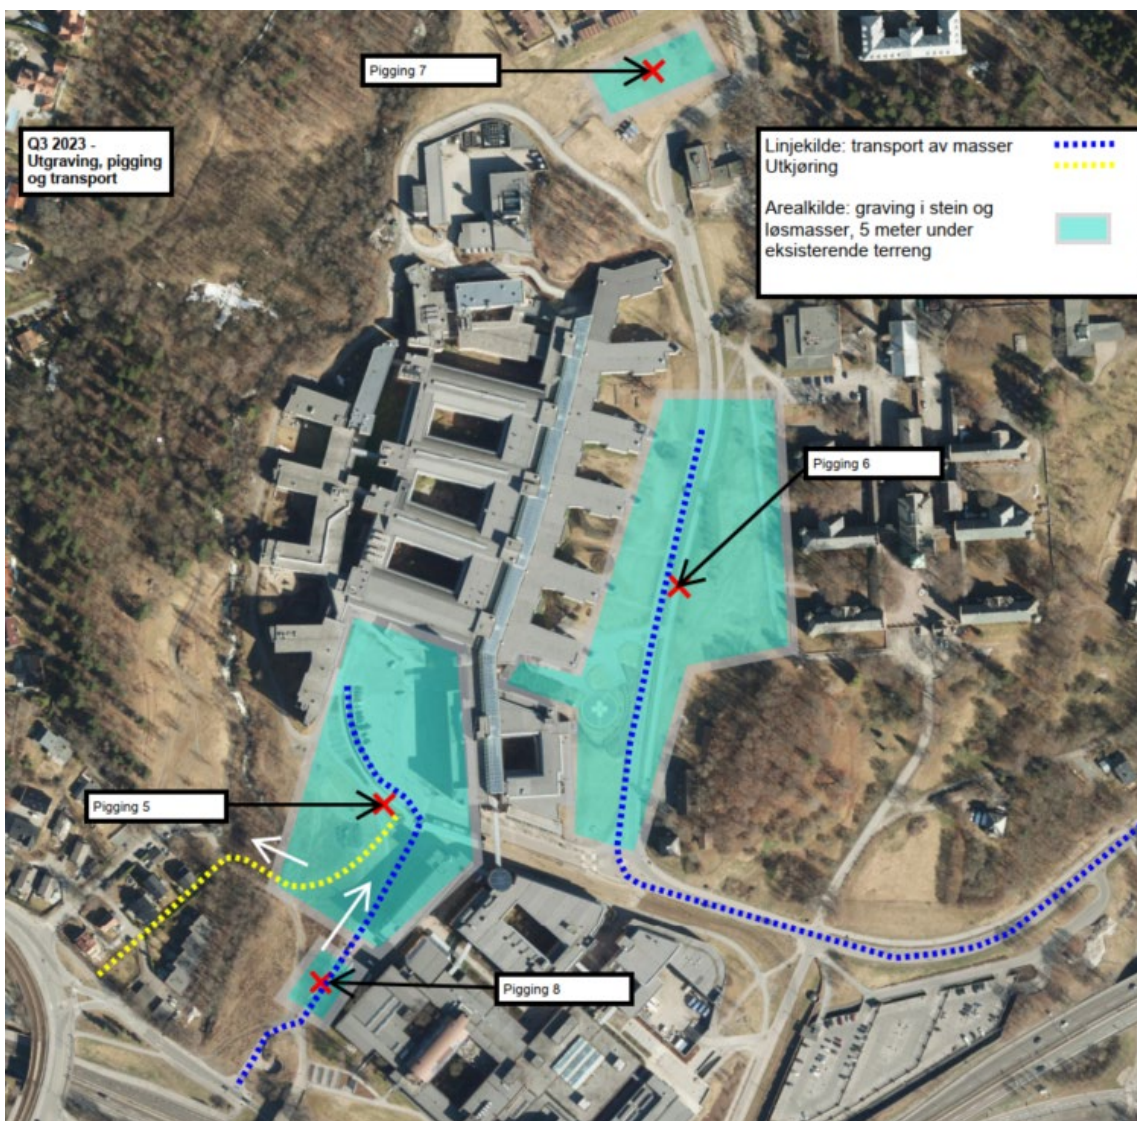 Pigging 7
Q3 2023 -
Utgraving, pigging
og transport
Linjekilde: transport av masser
Utkjøring
Arealkilde: graving i stein og
løsmasser, 5 meter under
eksisterende terreng
Pigging 6
Pigging 5
Pigging 8